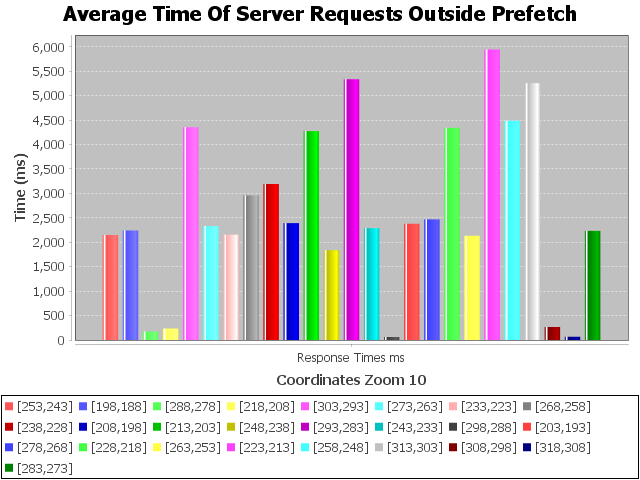 Average Time Of Server Requests Outside Prefetch
6,000
5,500
5,000
4,500
4,000
3,500
3,000
2,500
2,000
1,500
1,000
500
0
Time (ms)
Response Times ms
Coordinates Zoom 10
[253,243] [198,188] [288,278] [218,208] [303,293] [273,263] [233,223] [268,258]
[238,228] [208,198] [213,203] [248,238] [293,283] [243,233] [298,288] [203,193]
[278,268] [228,218] [263,253] [223,213] [258,248] [313,303] [308,298] [318,308]
[283,273]